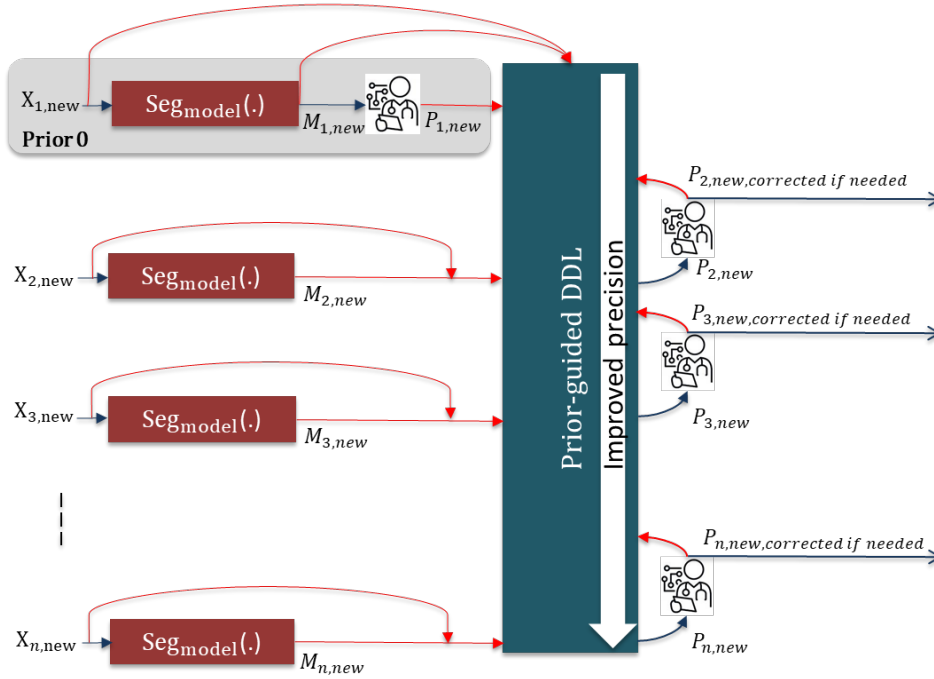 X1,new
Segmodel(.)
M1,new
P1,new
Prior 0
Prior-guided DDL
Improved precision
P2,new,corrected if needed
X2,new
Segmodel(.)
M2,new
P2,new
P3,new,corrected if needed
X3,new
Segmodel(.)
M3,new
P3,new
Pn,new,corrected if needed
Xn,new
Segmodel(.)
Mn,new
Pn,new